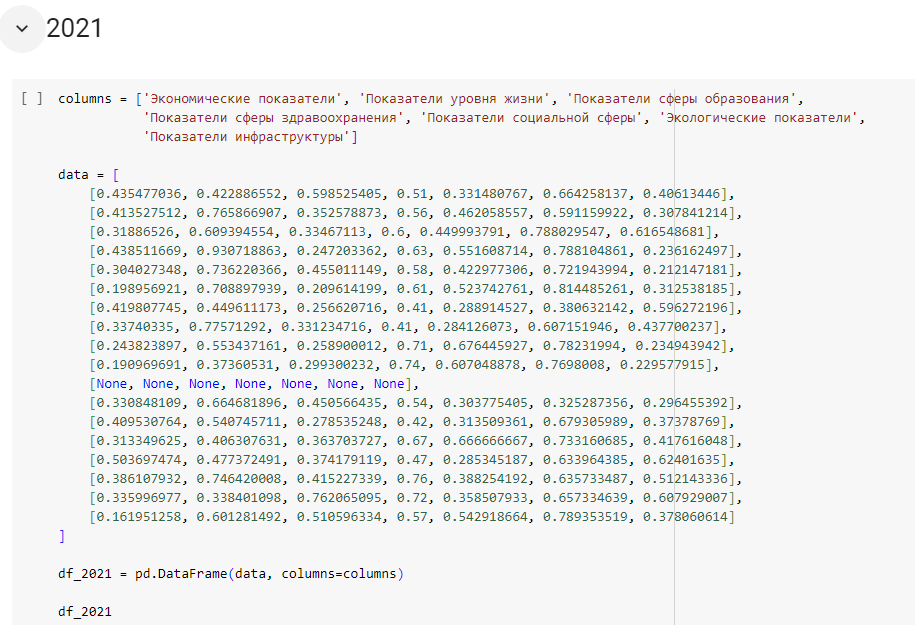 2021
[ ] columns = ['Экономические показатели', 'Показатели уровня жизни', 'Показатели сферы образования',
'Показатели сферы здравоохранения', 'Показатели социальной сферы', 'Экологические показатели',
'Показатели инфраструктуры']
data = [
[0.435477036, 0.422886552, 0.598525405, 0.51, 0.331480767, 0.664258137, 0.40613446],
[0.413527512, 0.765866907, 0.352578873, 0.56, 0.462058557, 0.591159922, 0.307841214],
[0.31886526, 0.609394554, 0.33467113, 0.6, 0.449993791, 0.788029547, 0.616548681],
[0.438511669, 0.930718863, 0.247203362, 0.63, 0.551608714, 0.788104861, 0.236162497],
[0.304027348, 0.736220366, 0.455011149, 0.58, 0.422977306, 0.721943994, 0.212147181],
[0.198956921, 0.708897939, 0.209614199, 0.61, 0.523742761, 0.814485261, 0.312538185],
[0.419807745, 0.449611173, 0.256620716, 0.41, 0.288914527, 0.380632142, 0.596272196],
[0.33740335, 0.77571292, 0.331234716, 0.41, 0.284126073, 0.607151946, 0.437700237],
[0.243823897, 0.553437161, 0.258900012, 0.71, 0.676445927, 0.78231994, 0.234943942],
[0.190969691, 0.37360531, 0.299300232, 0.74, 0.607048878, 0.7698008, 0.229577915],
[None, None, None, None, None, None, None],
[0.330848109, 0.664681896, 0.450566435, 0.54, 0.303775405, 0.325287356, 0.296455392],
[0.409530764, 0.540745711, 0.278535248, 0.42, 0.313509361, 0.679305989, 0.37378769],
[0.313349625, 0.406307631, 0.363703727, 0.67, 0.666666667, 0.733160685, 0.417616048],
[0.503697474, 0.477372491, 0.374179119, 0.47, 0.285345187, 0.633964385, 0.62401635],
[0.386107932, 0.746420008, 0.415227339, 0.76, 0.388254192, 0.635733487, 0.512143336],
[0.335996977, 0.338401098, 0.762065095, 0.72, 0.358507933, 0.657334639, 0.607929007],
[0.161951258, 0.601281492, 0.510596334, 0.57, 0.542918664, 0.789353519, 0.378060614]
]
df_2021 = pd.DataFrame(data, columns=columns)
df_2021